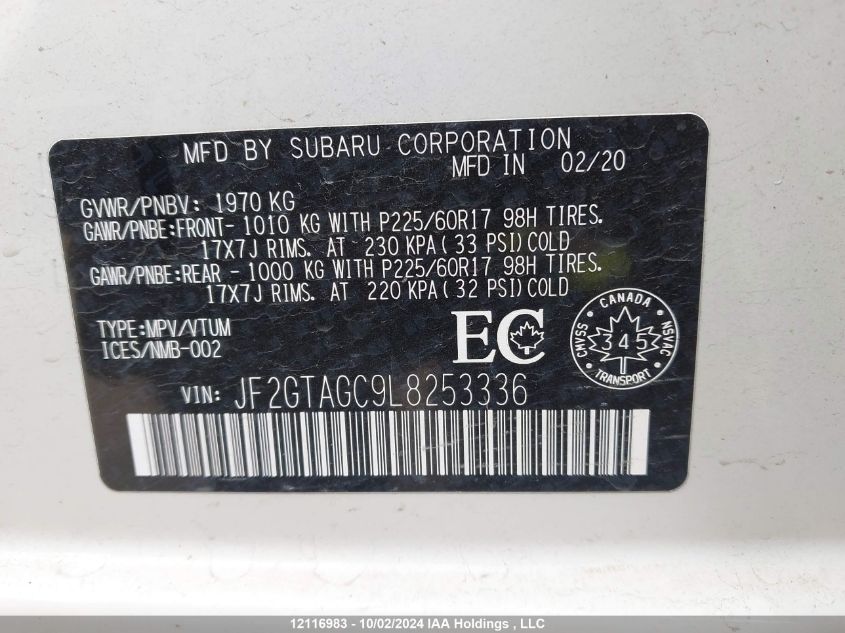 MFD BY SUBARU CORPORATION
MFD IN 02/20
GVWR/PNBV: 1970 KG
GAWR/PNBE:FRONT- 1010 KG WITH P225/60R17 98H TIRES.
17X7J RIMS. AT 230 KPA(33 PSI)COLD
GAWR/PNBE:REAR - 1000 KG WITH P225/60R17 98H TIRES.
17X7J RIMS. AT 220 KPA(32 PSI)COLD
TYPE:MPV/VTUM
ICES/NMB-002
EC
CANADA
CMVSS 345 NSVAC
TRANSPORT
VIN: JF2GTAGC9L8253336
12116983 - 10/02/2024 IAA Holdings , LLC